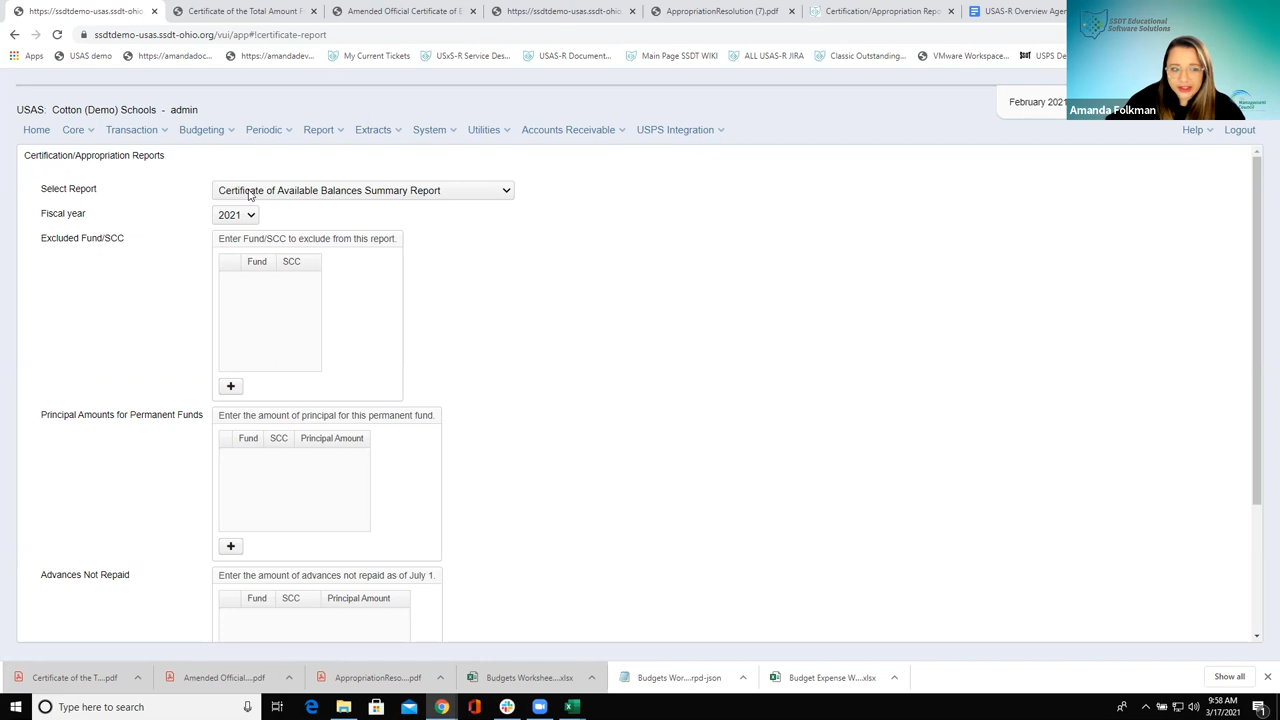 https://ssdtdemo-usas.ssdt-ohio
Certificate of the Total Amount F
Amended Official Certificate of E
https://ssdtdemo-usas.ssdt-ohio
AppropriationResolution (7).pdf
Certification/Appropriation Repo
USAS-R Overview Agen
ssdtdemo-usas.ssdt-ohio.org/vui/app#!certificate-report
Apps
USAS demo
https://amandadoc...
https://amandadev...
My Current Tickets
USxS-R Service Des...
USAS-R Document...
Main Page SSDT WIKI
ALL USAS-R JIRA
Classic Outstanding...
VMware Workspace...
USPS De
SSDT Educational
Software Solutions
Management
Council
Amanda Folkman
February 2021
USAS: Cotton (Demo) Schools - admin
Home Core Transaction Budgeting Periodic Report Extracts System Utilities Accounts Receivable USPS Integration Help Logout
Certification/Appropriation Reports
Select Report
Certificate of Available Balances Summary Report
Fiscal year
2021
Excluded Fund/SCC
Enter Fund/SCC to exclude from this report.
Fund SCC
Principal Amounts for Permanent Funds
Enter the amount of principal for this permanent fund.
Fund SCC Principal Amount
Advances Not Repaid
Enter the amount of advances not repaid as of July 1.
Fund SCC Principal Amount
Certificate of the T....pdf
Amended Official....pdf
AppropriationReso....pdf
Budgets Workshee....xlsx
Budgets Wor....rpd-json
Budget Expense W....xlsx
Show all
Type here to search
9:58 AM
3/17/2021